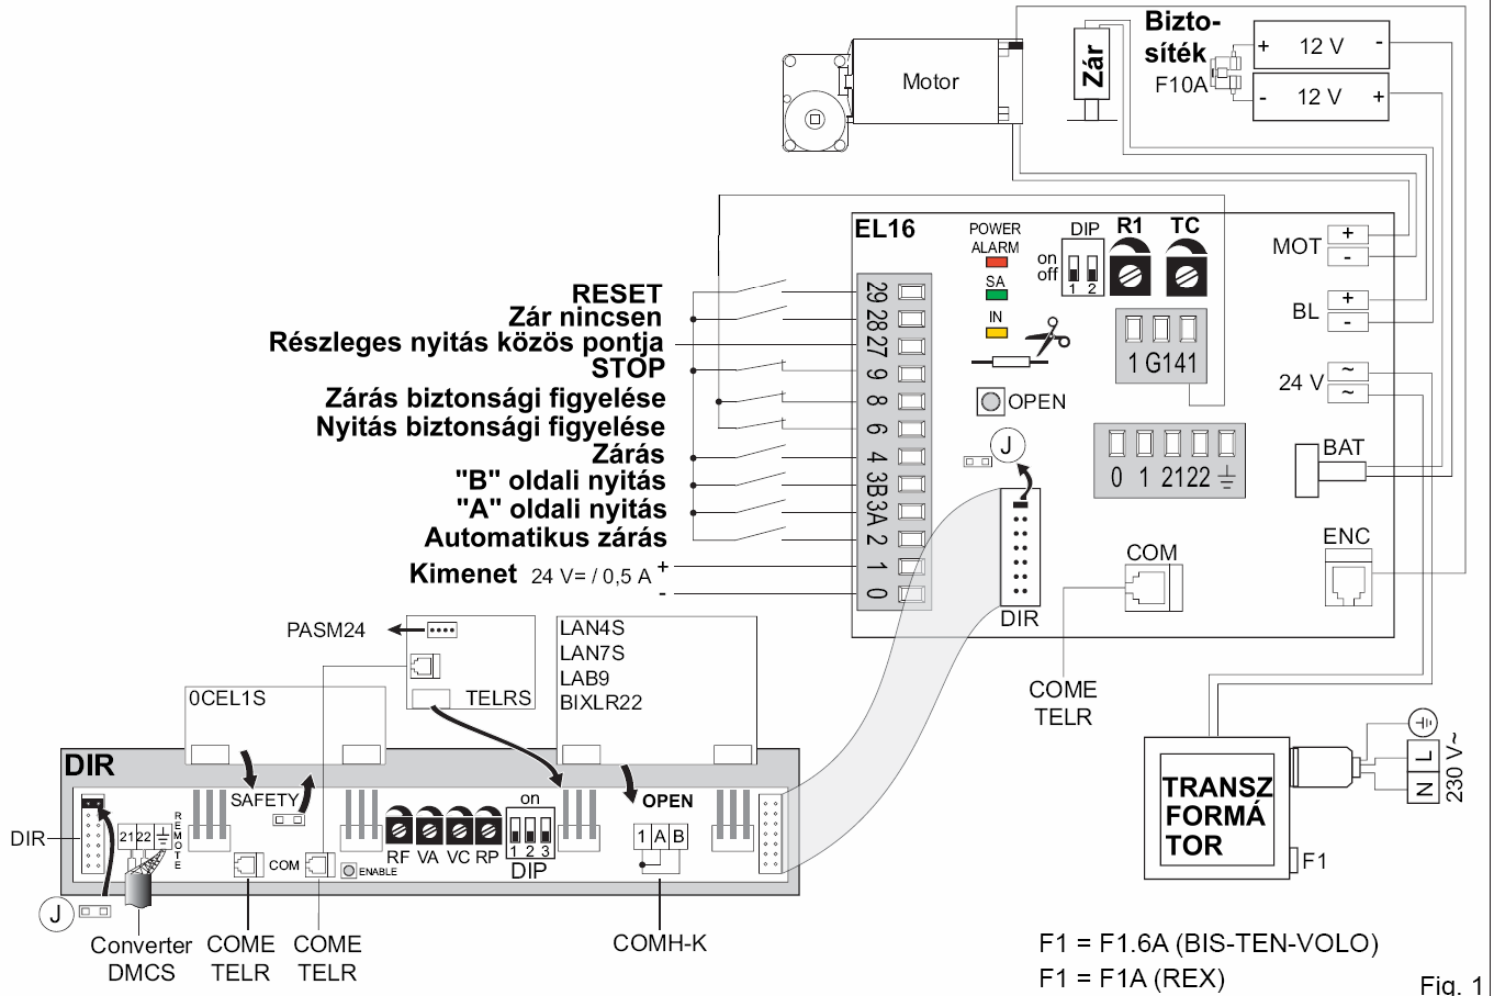 Motor
Zár
Bizto-
síték
F10A
+ 12 V -
- 12 V +
EL16
POWER
ALARM
SA
IN
DIP
on
off
1 2
R1
TC
MOT
+
-
BL
+
-
24 V
~
~
BAT
ENC
1 G141
OPEN
J
0 1 2122
COM
DIR
COME
TELR
RESET 29
Zár nincsen 28
Részleges nyitás közös pontja 27
STOP 9
Zárás biztonsági figyelése 8
Nyitás biztonsági figyelése 6
Zárás 4
"B" oldali nyitás 3B
"A" oldali nyitás 3A
Automatikus zárás 2
Kimenet 24 V= / 0,5 A + 1
- 0
PASM24
TELRS
LAN4S
LAN7S
LAB9
BIXLR22
0CEL1S
DIR
DIR
SAFETY
21 22
REMOTE
COM
ENABLE
RF VA VC RP
on
1 2 3
DIP
OPEN
1 A B
J
Converter
DMCS
COME
TELR
COME
TELR
COMH-K
TRANSZ
FORMÁ
TOR
F1
L
N
230 V~
F1 = F1.6A (BIS-TEN-VOLO)
F1 = F1A (REX)
Fig. 1